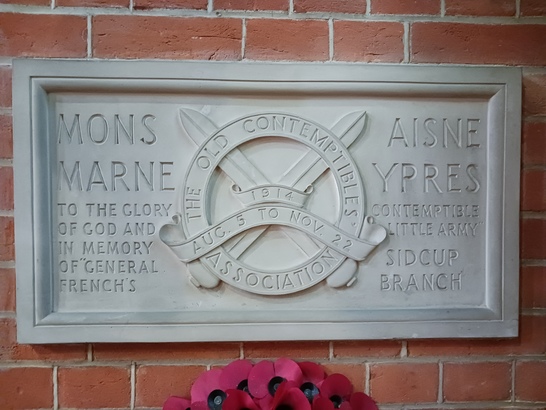 MONS
MARNE
TO THE GLORY
OF GOD AND
IN MEMORY
OF "GENERAL
FRENCH'S
THE OLD CONTEMPTIBLES
1914
AUG. 5 TO NOV. 22
ASSOCIATION
AISNE
YPRES
CONTEMPTIBLE
LITTLE ARMY"
SIDCUP
BRANCH